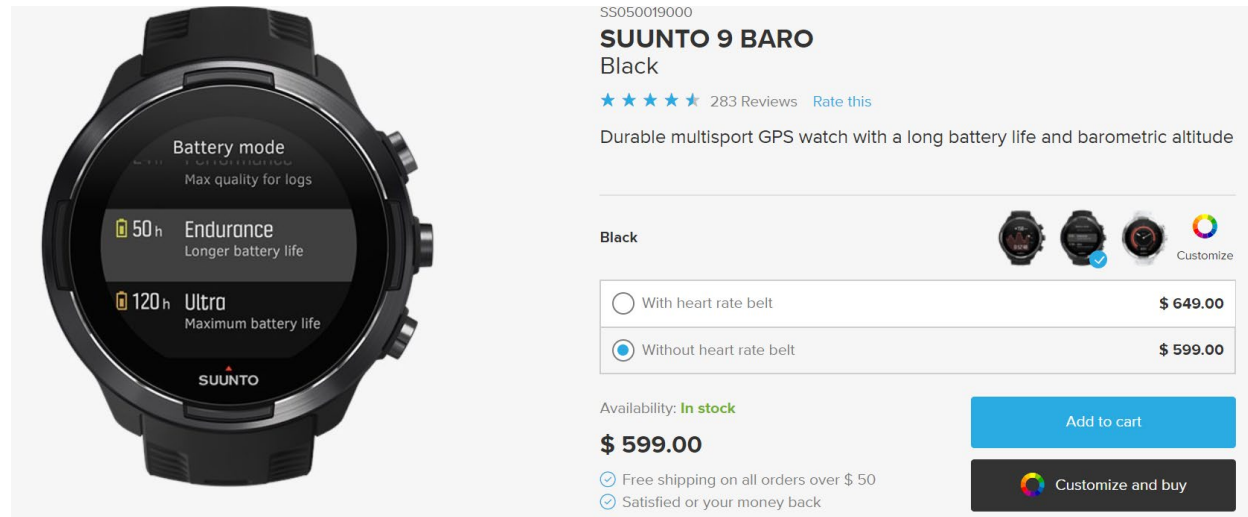 SS050019000
SUUNTO 9 BARO
Black
283 Reviews Rate this
Durable multisport GPS watch with a long battery life and barometric altitude
Battery mode
Performance
Max quality for logs
50 h Endurance
Longer battery life
120 h Ultra
Maximum battery life
SUUNTO
Black
Customize
With heart rate belt $ 649.00
Without heart rate belt $ 599.00
Availability: In stock
$ 599.00
Add to cart
Free shipping on all orders over $ 50
Satisfied or your money back
Customize and buy